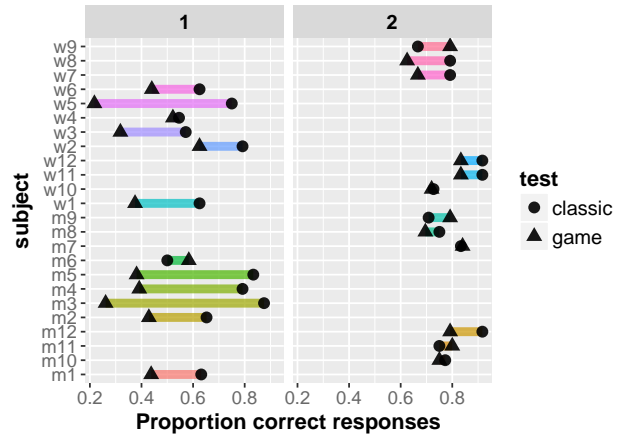 1 2
w9
w8
w7
w6
w5
w4
w3
w2
w12
w11
w10
w1
m9
m8
m7
m6
m5
m4
m3
m2
m12
m11
m10
m1
subject
0.2 0.4 0.6 0.8 0.2 0.4 0.6 0.8
Proportion correct responses
test
classic
game